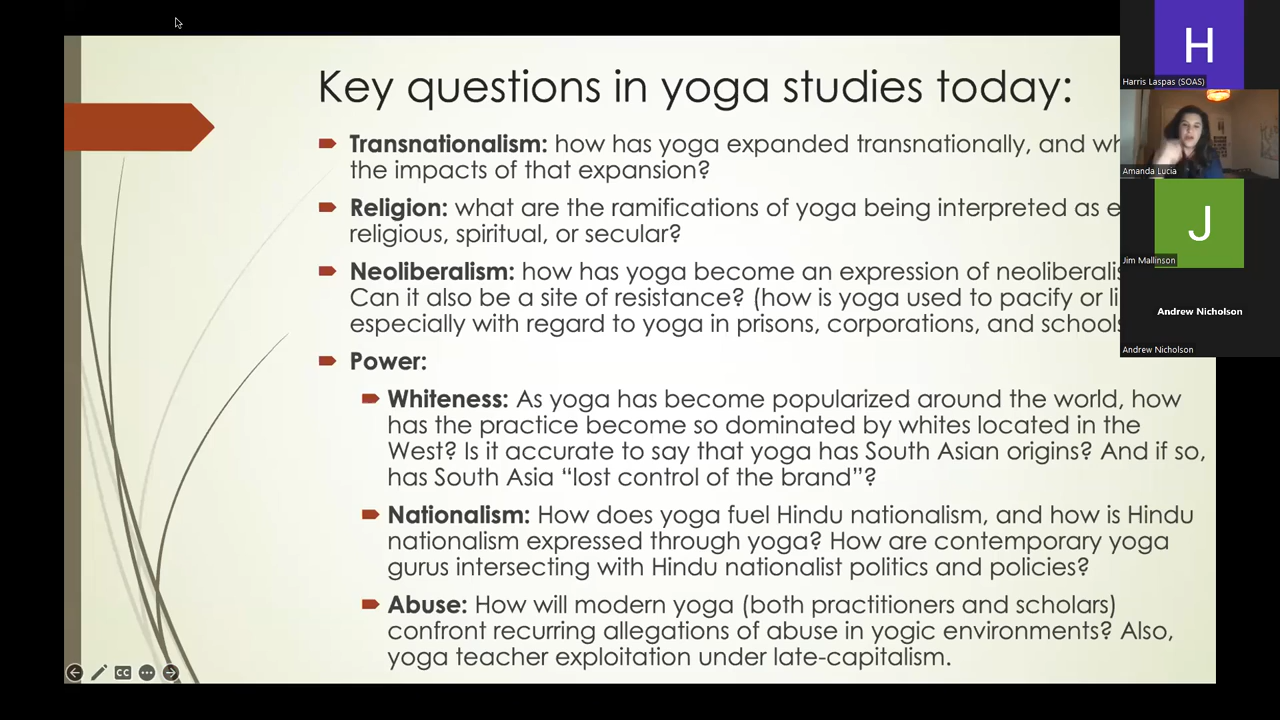 Key questions in yoga studies today:
Transnationalism: how has yoga expanded transnationally, and
the impacts of that expansion?
Religion: what are the ramifications of yoga being interpreted as
religious, spiritual, or secular?
Neoliberalism: how has yoga become an expression of
Can it also be a site of resistance? (how is yoga used to pacify or
especially with regard to yoga in prisons, corporations, and schools
Power:
Whiteness: As yoga has become popularized around the world, how
has the practice become so dominated by whites located in the
West? Is it accurate to say that yoga has South Asian origins? And if so,
has South Asia “lost control of the brand”?
Nationalism: How does yoga fuel Hindu nationalism, and how is Hindu
nationalism expressed through yoga? How are contemporary yoga
gurus intersecting with Hindu nationalist politics and policies?
Abuse: How will modern yoga (both practitioners and scholars)
confront recurring allegations of abuse in yogic environments? Also,
yoga teacher exploitation under late-capitalism.
CC
H
Harris Laspas (SOAS)
Amanda Lucia
J
Jim Mallinson
Andrew Nicholson
Andrew Nicholson